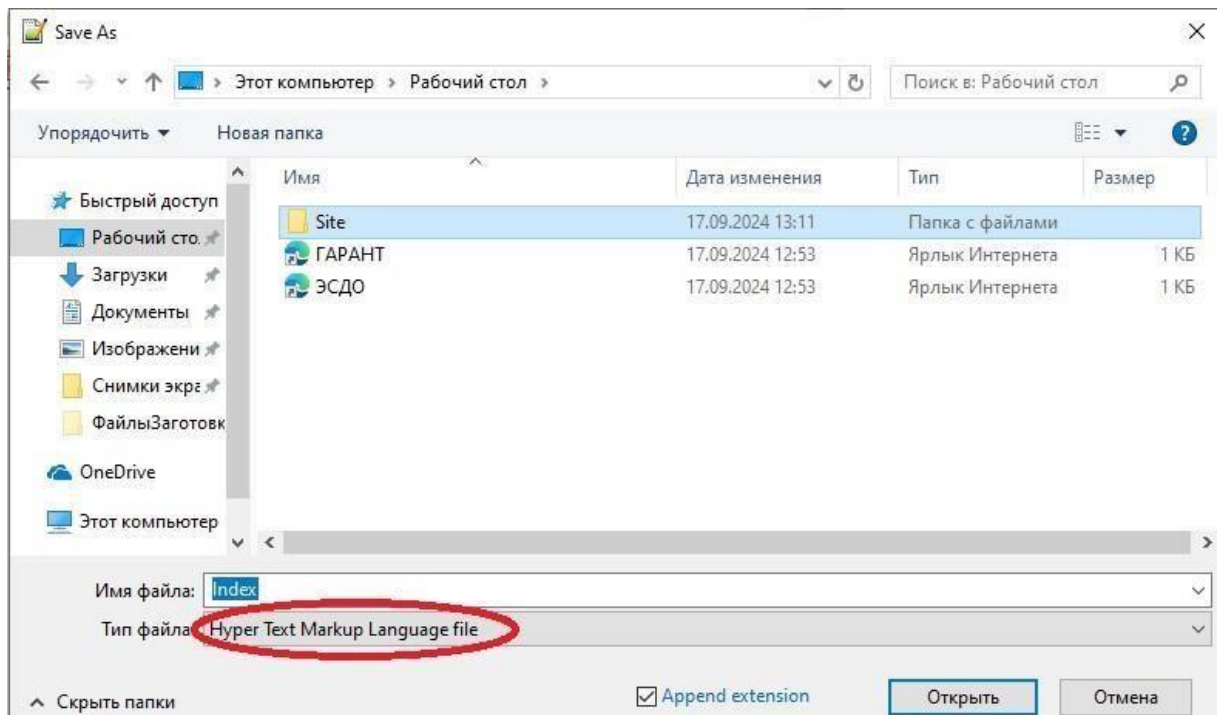 Save As
Этот компьютер › Рабочий стол ›
Поиск в: Рабочий стол
Упорядочить
Новая папка
Имя Дата изменения Тип Размер
Быстрый доступ
Рабочий сто.
Загрузки
Документы
Изображени
Снимки экра
ФайлыЗаготовк
OneDrive
Этот компьютер
Site 17.09.2024 13:11 Папка с файлами
ГАРАНТ 17.09.2024 12:53 Ярлык Интернета 1 КБ
ЭСДО 17.09.2024 12:53 Ярлык Интернета 1 КБ
Имя файла: Index
Тип файла Hyper Text Markup Language file
Скрыть папки
Append extension
Открыть
Отмена